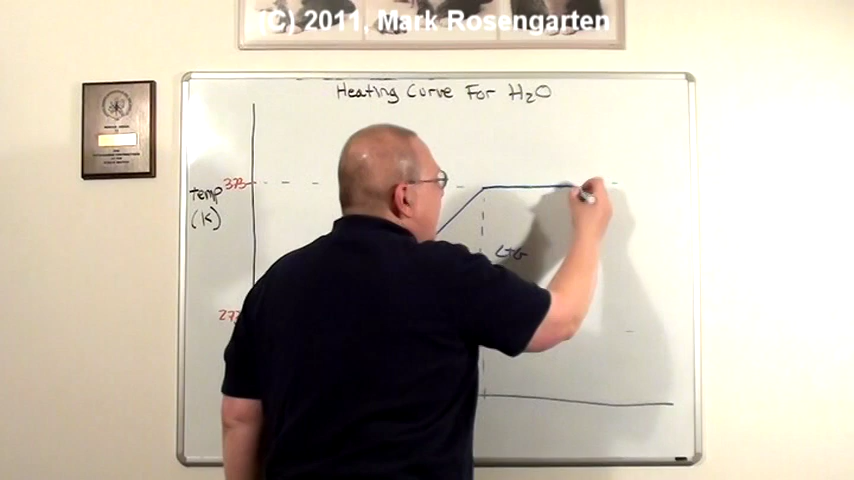 (C) 2011, Mark Rosengarten
Heating Curve For H₂O
temp
(K)
373
273
L+G